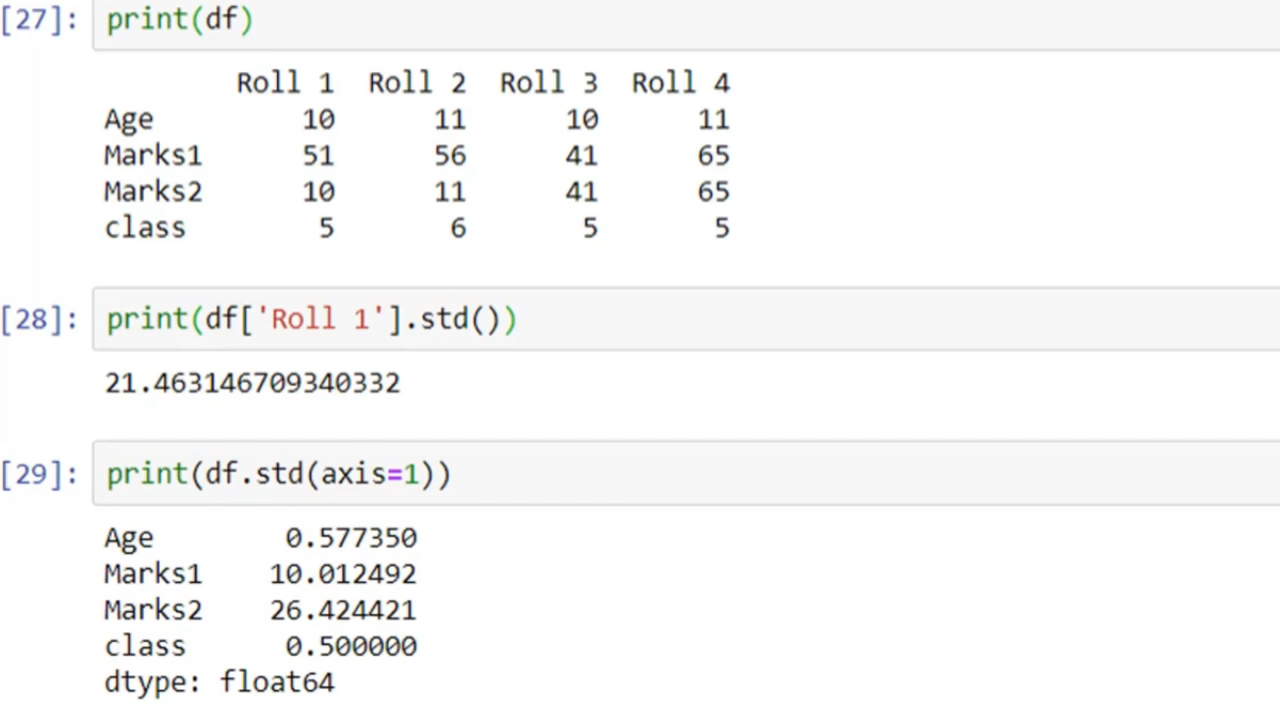 [27]: print(df)
Roll 1 Roll 2 Roll 3 Roll 4
Age 10 11 10 11
Marks1 51 56 41 65
Marks2 10 11 41 65
class 5 6 5 5
[28]: print(df['Roll 1'].std())
21.463146709340332
[29]: print(df.std(axis=1))
Age 0.577350
Marks1 10.012492
Marks2 26.424421
class 0.500000
dtype: float64